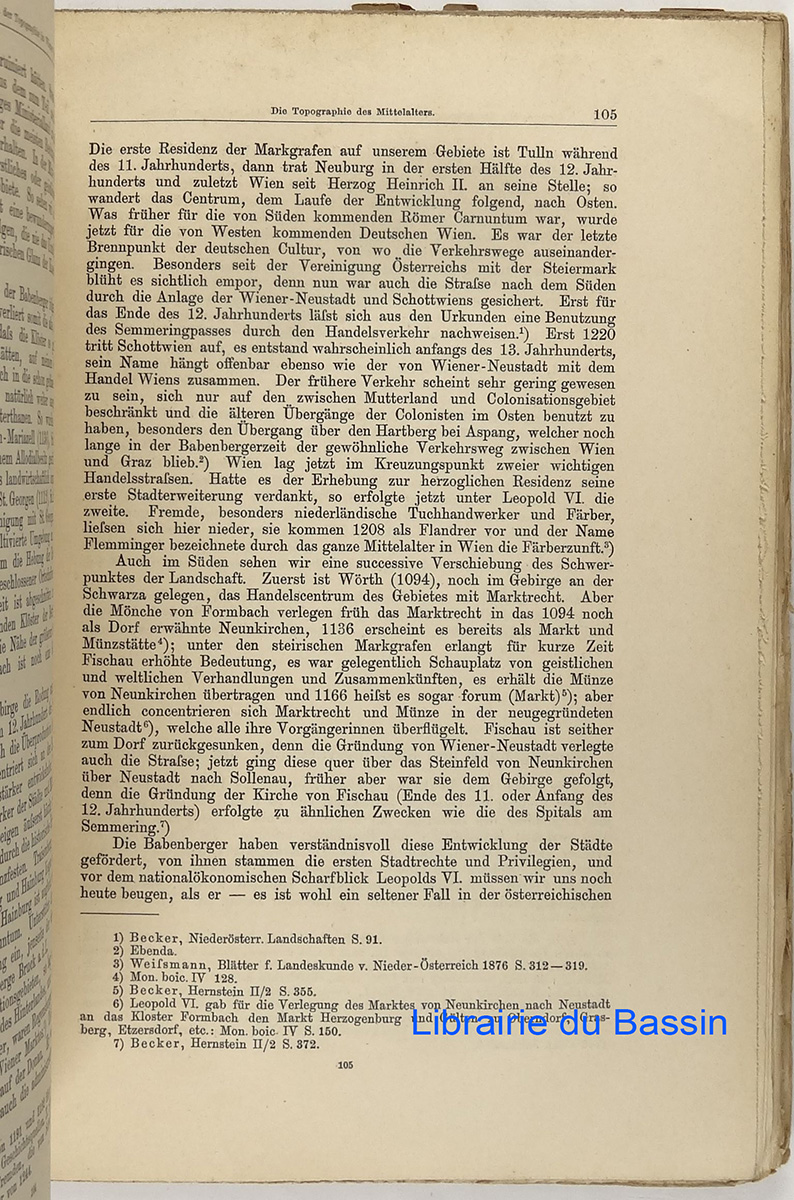 Die Topographie des Mittelalters. 105
Die erste Residenz der Markgrafen auf unserem Gebiete ist Tulln während
des 11. Jahrhunderts, dann trat Neuburg in der ersten Hälfte des 12. Jahr-
hunderts und zuletzt Wien seit Herzog Heinrich II. an seine Stelle; so
wandert das Centrum, dem Laufe der Entwicklung folgend, nach Osten.
Was früher für die von Süden kommenden Römer Carnuntum war, wurde
jetzt für die von Westen kommenden Deutschen Wien. Es war der letzte
Brennpunkt der deutschen Cultur, von wo die Verkehrswege auseinander-
gingen. Besonders seit der Vereinigung Österreichs mit der Steiermark
blüht es sichtlich empor, denn nun war auch die Straſse nach dem Süden
durch die Anlage der Wiener-Neustadt und Schottwiens gesichert. Erst für
das Ende des 12. Jahrhunderts läſst sich aus den Urkunden eine Benutzung
des Semmeringpasses durch den Handelsverkehr nachweisen.¹) Erst 1220
tritt Schottwien auf, es entstand wahrscheinlich anfangs des 13. Jahrhunderts,
sein Name hängt offenbar ebenso wie der von Wiener-Neustadt mit dem
Handel Wiens zusammen. Der frühere Verkehr scheint sehr gering gewesen
zu sein, sich nur auf den zwischen Mutterland und Colonisationsgebiet
beschränkt und die älteren Übergänge der Colonisten im Osten benutzt zu
haben, besonders den Übergang über den Hartberg bei Aspang, welcher noch
lange in der Babenbergerzeit der gewöhnliche Verkehrsweg zwischen Wien
und Graz blieb.²) Wien lag jetzt im Kreuzungspunkt zweier wichtigen
Handelsstraſsen. Hatte es der Erhebung zur herzoglichen Residenz seine
erste Stadterweiterung verdankt, so erfolgte jetzt unter Leopold VI. die
zweite. Fremde, besonders niederländische Tuchhandwerker und Färber,
lieſsen sich hier nieder, sie kommen 1208 als Flandrer vor und der Name
Flemminger bezeichnete durch das ganze Mittelalter in Wien die Färberzunft.³)
Auch im Süden sehen wir eine successive Verschiebung des Schwer-
punktes der Landschaft. Zuerst ist Wörth (1094), noch im Gebirge an der
Schwarza gelegen, das Handelscentrum des Gebietes mit Marktrecht. Aber
die Mönche von Formbach verlegen früh das Marktrecht in das 1094 noch
als Dorf erwähnte Neunkirchen, 1136 erscheint es bereits als Markt und
Münzstätte⁴); unter den steirischen Markgrafen erlangt für kurze Zeit
Fischau erhöhte Bedeutung, es war gelegentlich Schauplatz von geistlichen
und weltlichen Verhandlungen und Zusammenkünften, es erhält die Münze
von Neunkirchen übertragen und 1166 heiſst es sogar forum (Markt)⁵); aber
endlich concentrieren sich Marktrecht und Münze in der neugegründeten
Neustadt⁶), welche alle ihre Vorgängerinnen überflügelt. Fischau ist seither
zum Dorf zurückgesunken, denn die Gründung von Wiener-Neustadt verlegte
auch die Straſse; jetzt ging diese quer über das Steinfeld von Neunkirchen
über Neustadt nach Sollenau, früher aber war sie dem Gebirge gefolgt,
denn die Gründung der Kirche von Fischau (Ende des 11. oder Anfang des
12. Jahrhunderts) erfolgte zu ähnlichen Zwecken wie die des Spitals am
Semmering.⁷)
Die Babenberger haben verständnisvoll diese Entwicklung der Städte
gefördert, von ihnen stammen die ersten Stadtrechte und Privilegien, und
vor dem nationalökonomischen Scharfblick Leopolds VI. müssen wir uns noch
heute beugen, als er — es ist wohl ein seltener Fall in der österreichischen
1) Becker, Niederösterr. Landschaften S. 91.
2) Ebenda.
3) Weiſsmann, Blätter f. Landeskunde v. Nieder-Österreich 1876 S. 312—319.
4) Mon. boic. IV 128.
5) Becker, Hernstein II/2 S. 355.
6) Leopold VI. gab für die Verlegung des Marktes von Neunkirchen nach Neustadt
an das Kloster Formbach den Markt Herzogenburg und Gülten zu Oberndorf, Gras-
berg, Etzersdorf, etc.: Mon. boic. IV S. 150.
7) Becker, Hernstein II/2 S. 372.
105
Librairie du Bassin